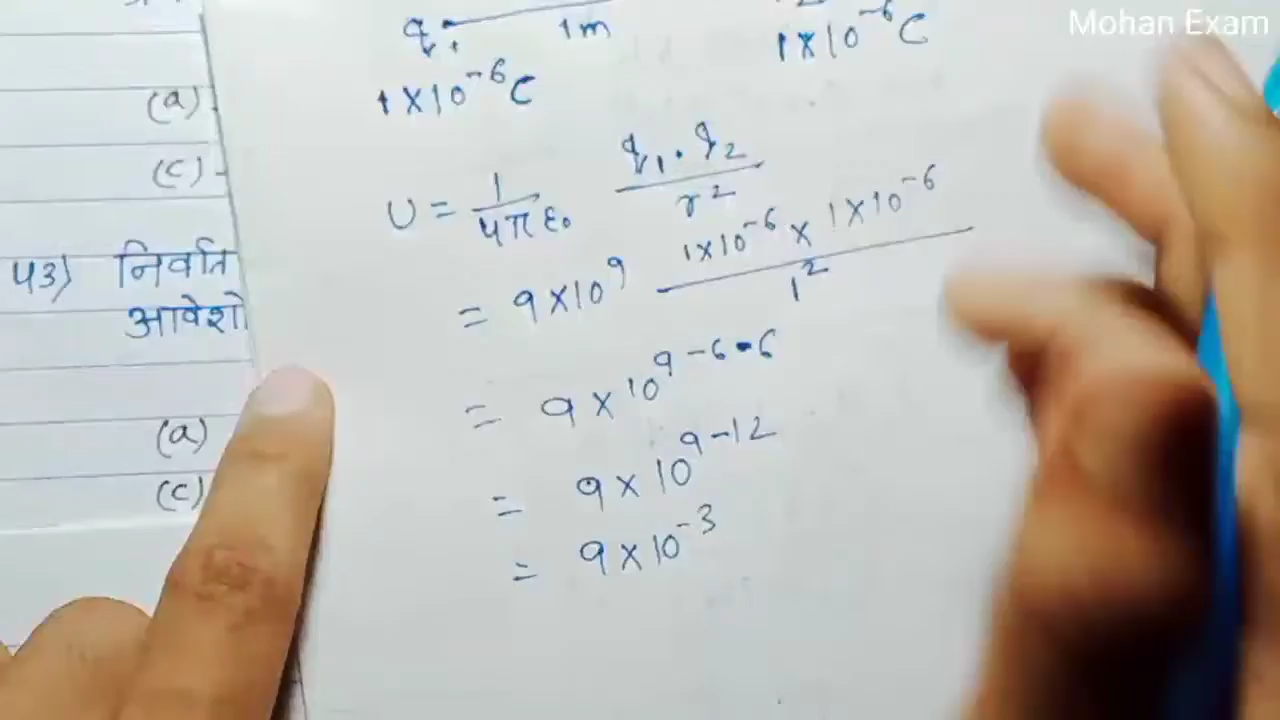 Mohan Exam
q₁ 1m
1×10⁻⁶C 1×10⁻⁶C
(a)
(c)
U = 1/4πε₀ q₁·q₂/r²
= 9×10⁹ 1×10⁻⁶ × 1×10⁻⁶/1²
= 9×10⁹⁻⁶⁻⁶
= 9×10⁹⁻¹²
= 9×10⁻³
43) निर्वात
आवेशो
(a)
(c)